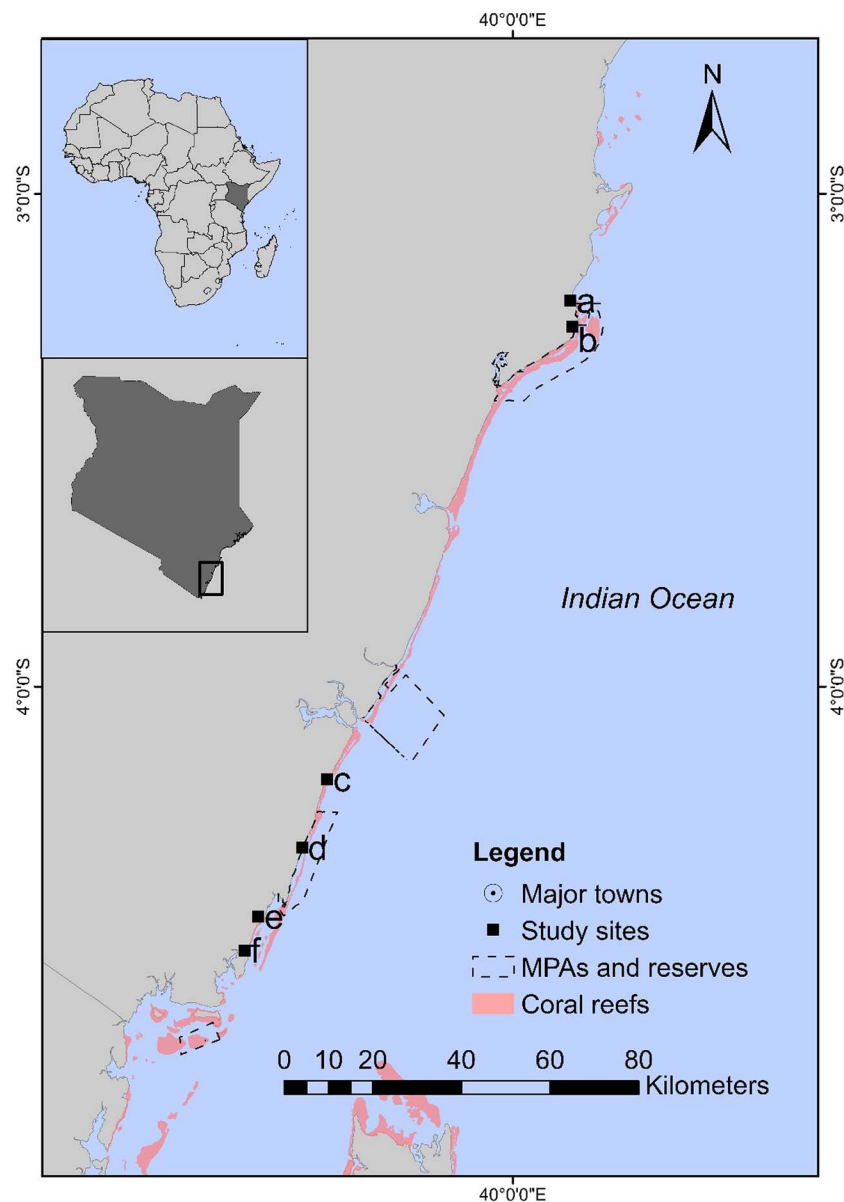 40°0'0"E
N
3°0'0"S
3°0'0"S
a
b
Indian Ocean
4°0'0"S
4°0'0"S
c
d
e
f
Legend
Major towns
Study sites
MPAs and reserves
Coral reefs
0 10 20 40 60 80
Kilometers
40°0'0"E